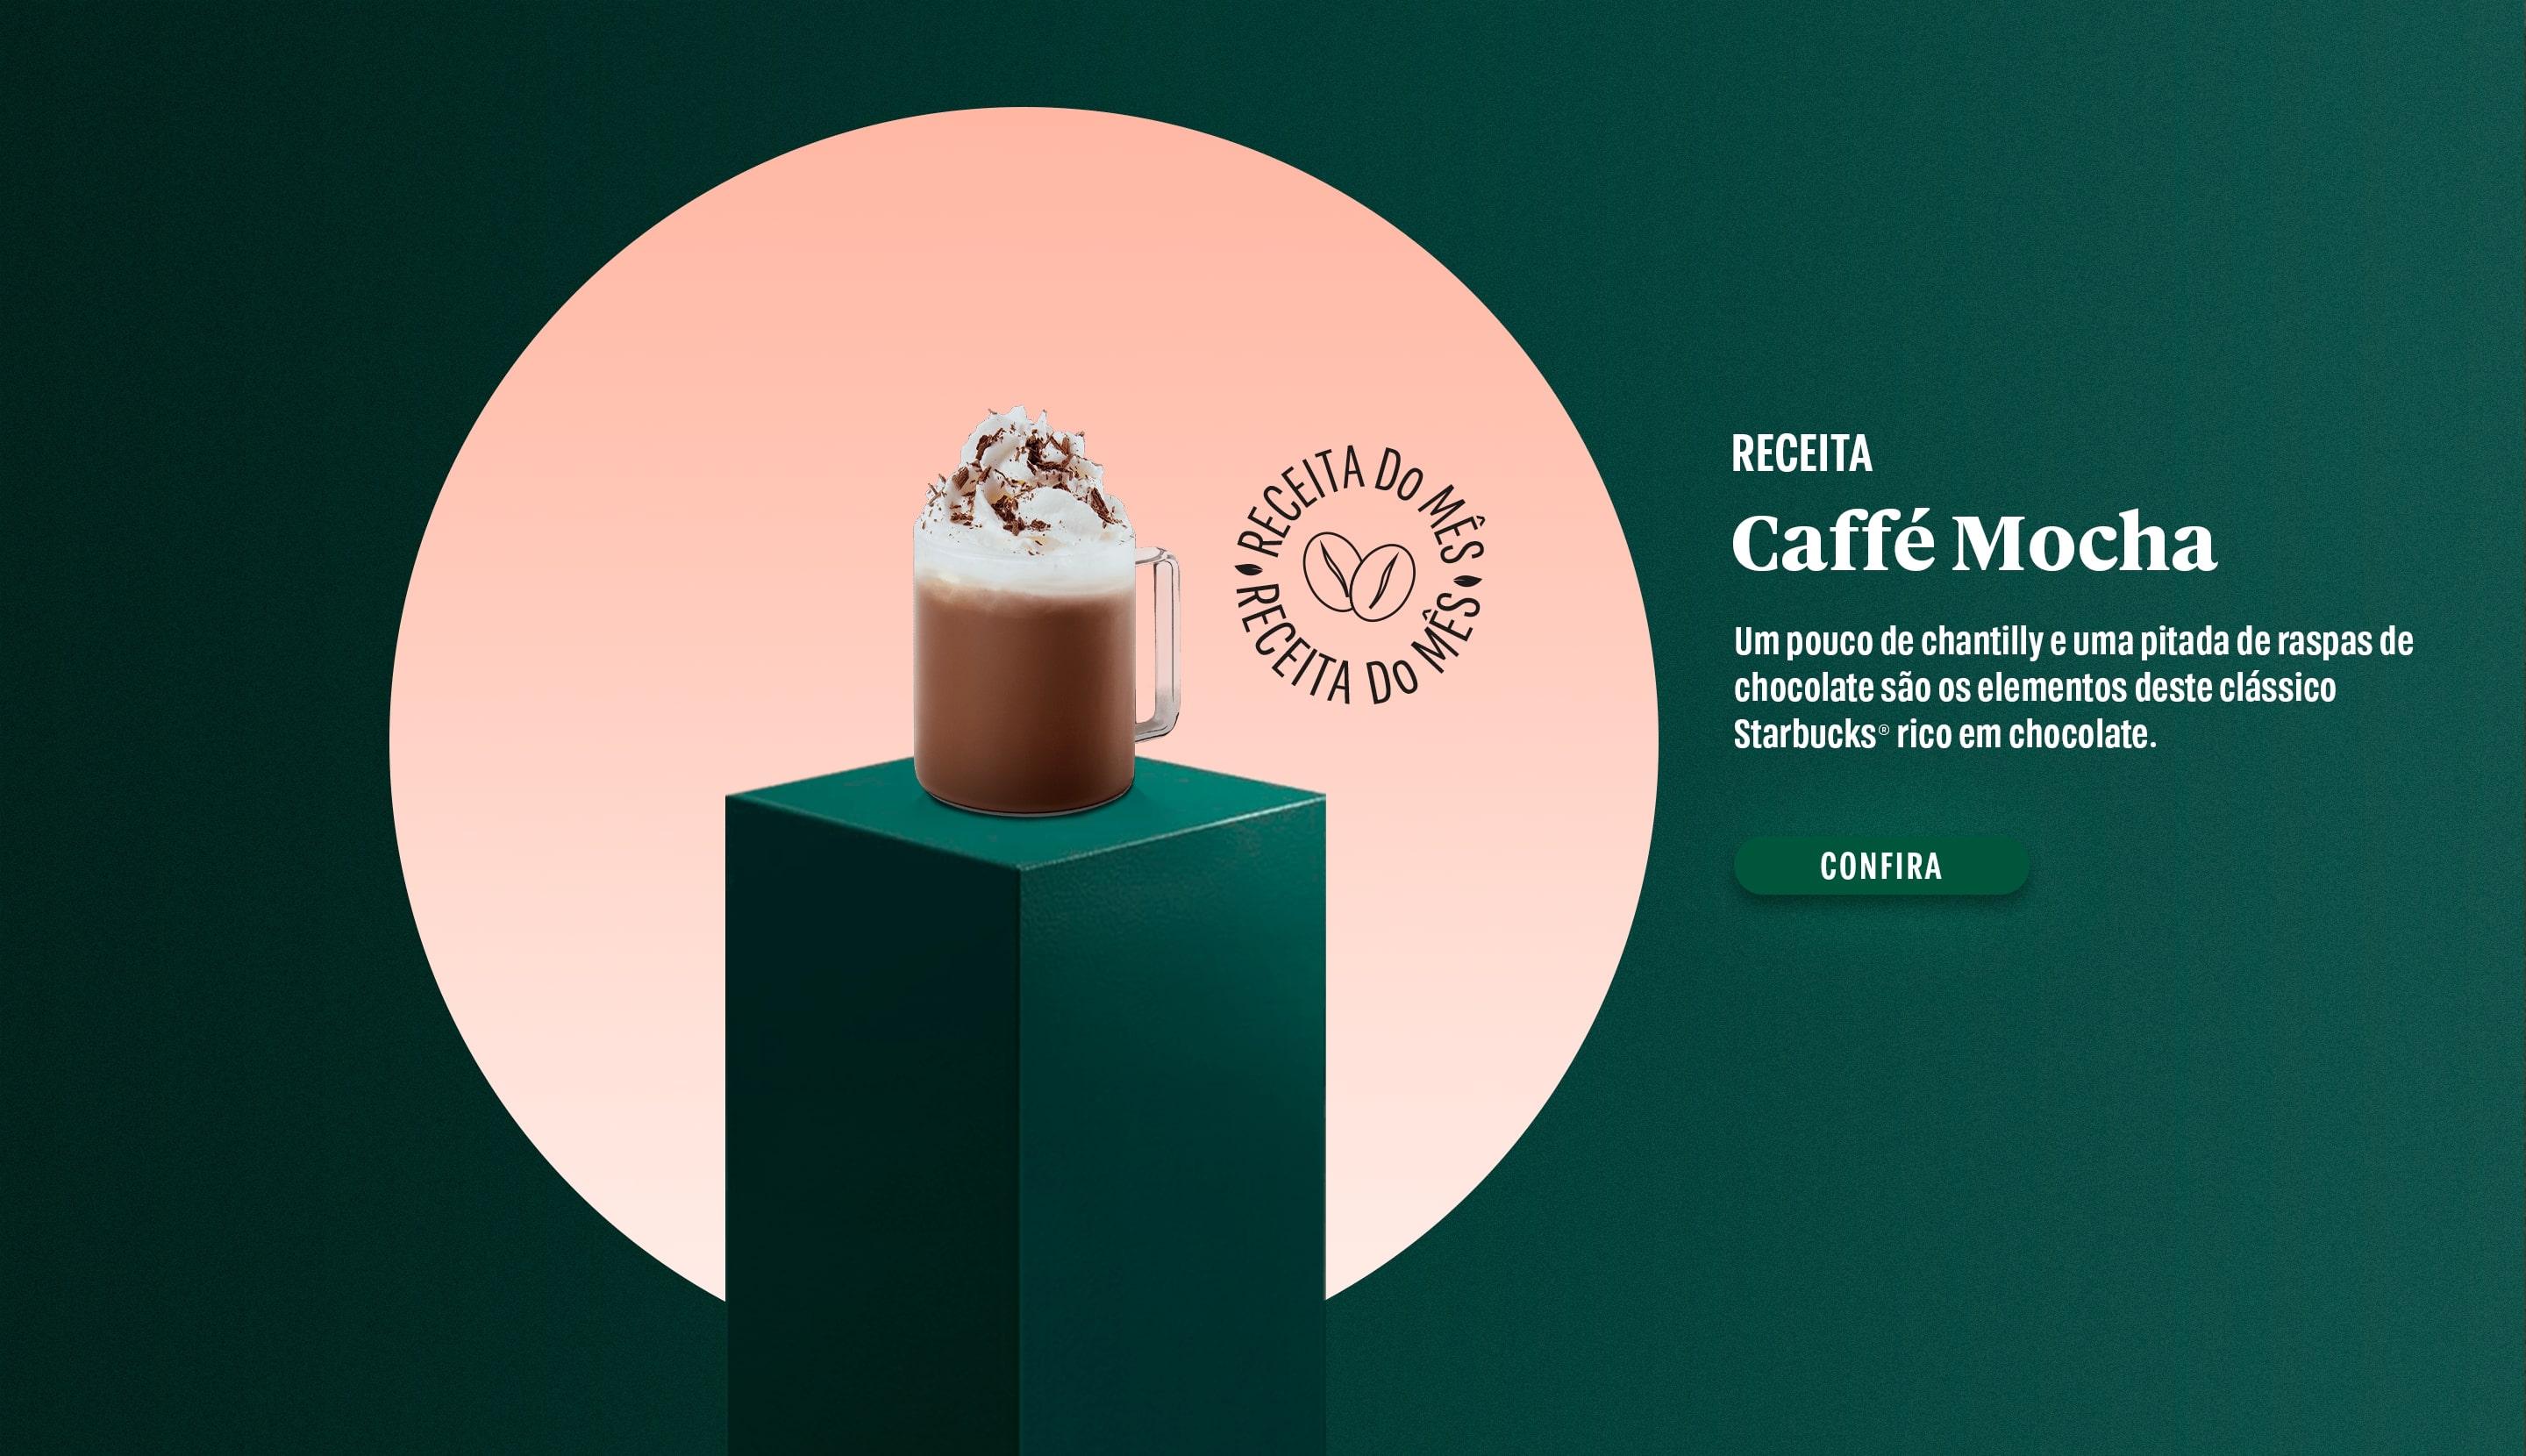 RECEITA DO MÊS
RECEITA DO MÊS
RECEITA
Caffé Mocha
Um pouco de chantilly e uma pitada de raspas de
chocolate são os elementos deste clássico
Starbucks® rico em chocolate.
CONFIRA